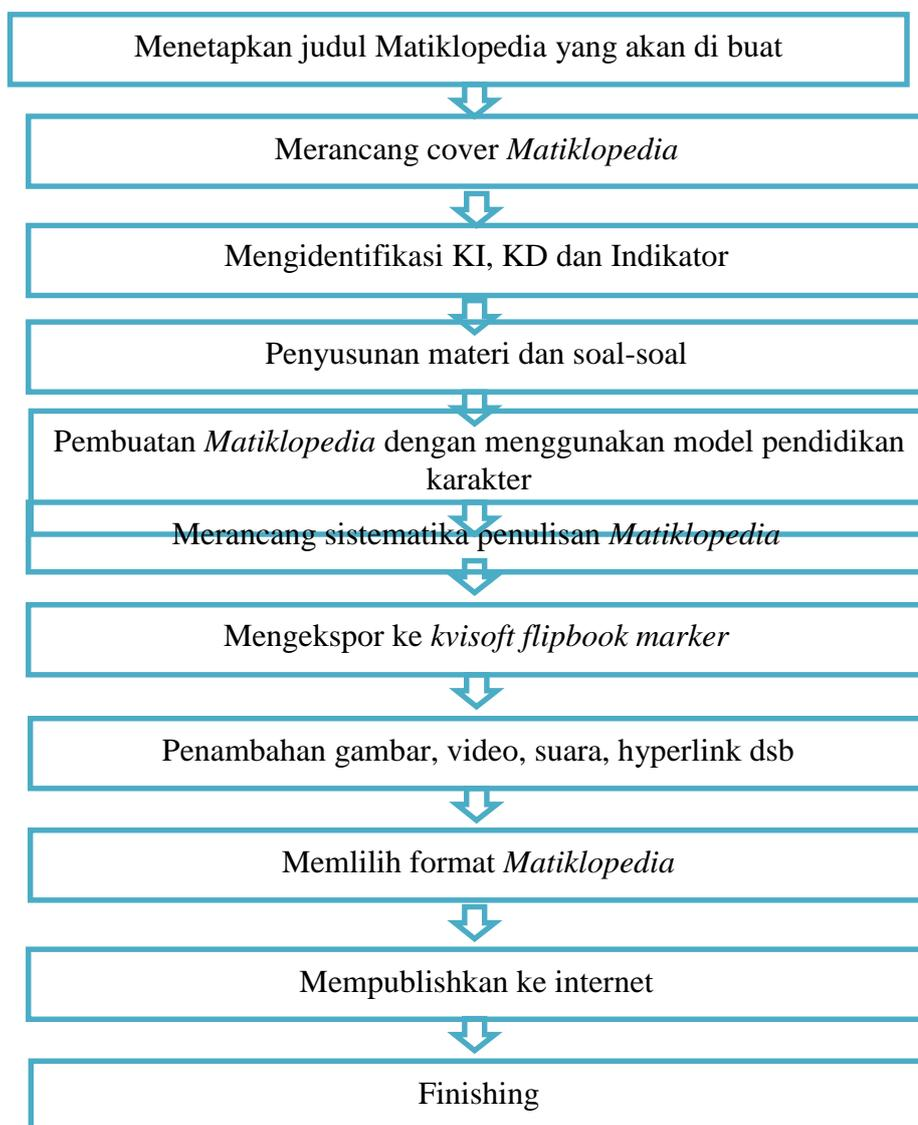 Menetapkan judul Matiklopedia yang akan di buat
Merancang cover Matiklopedia
Mengidentifikasi KI, KD dan Indikator
Penyusunan materi dan soal-soal
Pembuatan Matiklopedia dengan menggunakan model pendidikan
karakter
Merancang sistematika penulisan Matiklopedia
Mengekspor ke kvisoft flipbook marker
Penambahan gambar, video, suara, hyperlink dsb
Memlilih format Matiklopedia
Mempublishkan ke internet
Finishing